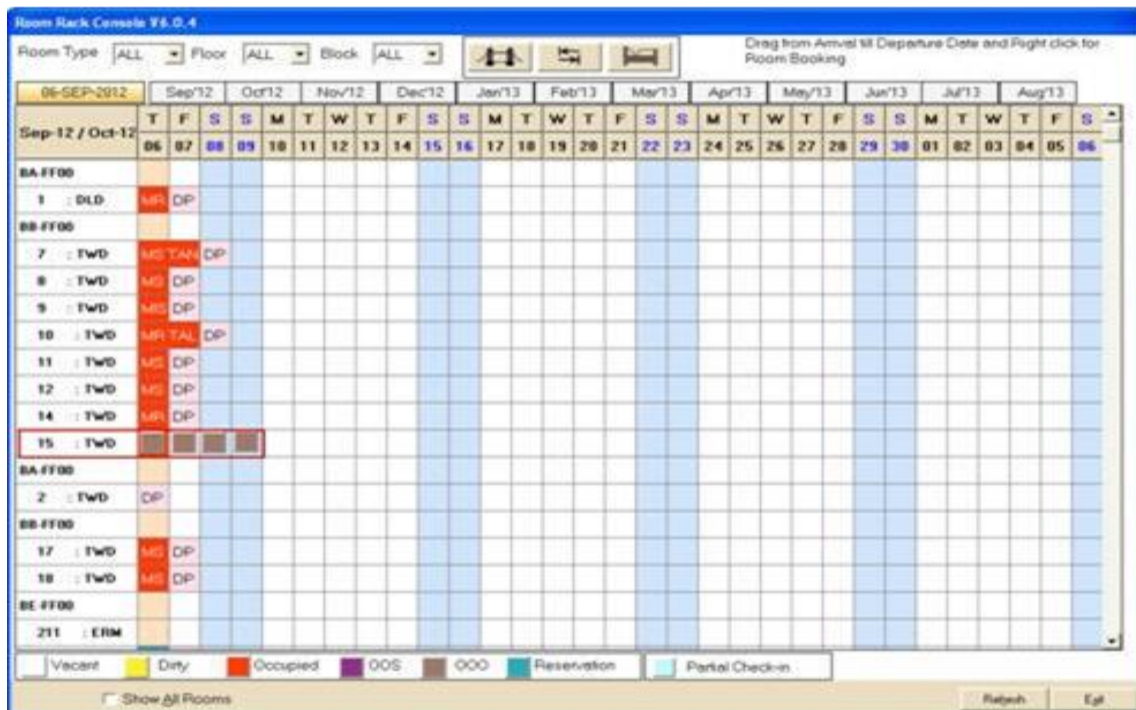 Room Rack Console V6.0.4
Room Type ALL Floor ALL Block ALL
Drag from Arrival till Departure Date and Right click for
Room Booking
06-SEP-2012 Sep'12 Oct'12 Nov'12 Dec'12 Jan'13 Feb'13 Mar'13 Apr'13 May'13 Jun'13 Jul'13 Aug'13
Sep-12 / Oct-12
T F S S M T W T F S S M T W T F S S M T W T F S S M T W T F S
06 07 08 09 10 11 12 13 14 15 16 17 18 19 20 21 22 23 24 25 26 27 28 29 30 01 02 03 04 05 06
BA-FF00
1 : DLD MR DP
BB-FF00
7 : TWD MS TAN DP
8 : TWD MS DP
9 : TWD MS DP
10 : TWD MR TAL DP
11 : TWD MS DP
12 : TWD MS DP
14 : TWD MR DP
15 : TWD
BA-FF00
2 : TWD DP
BB-FF00
17 : TWD MS DP
18 : TWD MS DP
BE-FF00
211 : ERM
Vacant Dirty Occupied OOS OOO Reservation Partial Check-in
Show All Rooms Refresh Exit